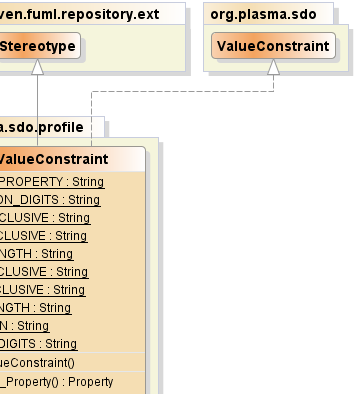 ven.fuml.repository.ext
org.plasma.sdo
Stereotype
ValueConstraint
a.sdo.profile
ValueConstraint
PROPERTY : String
ON_DIGITS : String
CLUSIVE : String
CLUSIVE : String
NGTH : String
CLUSIVE : String
CLUSIVE : String
NGTH : String
N : String
DIGITS : String
ueConstraint()
_Property() : Property